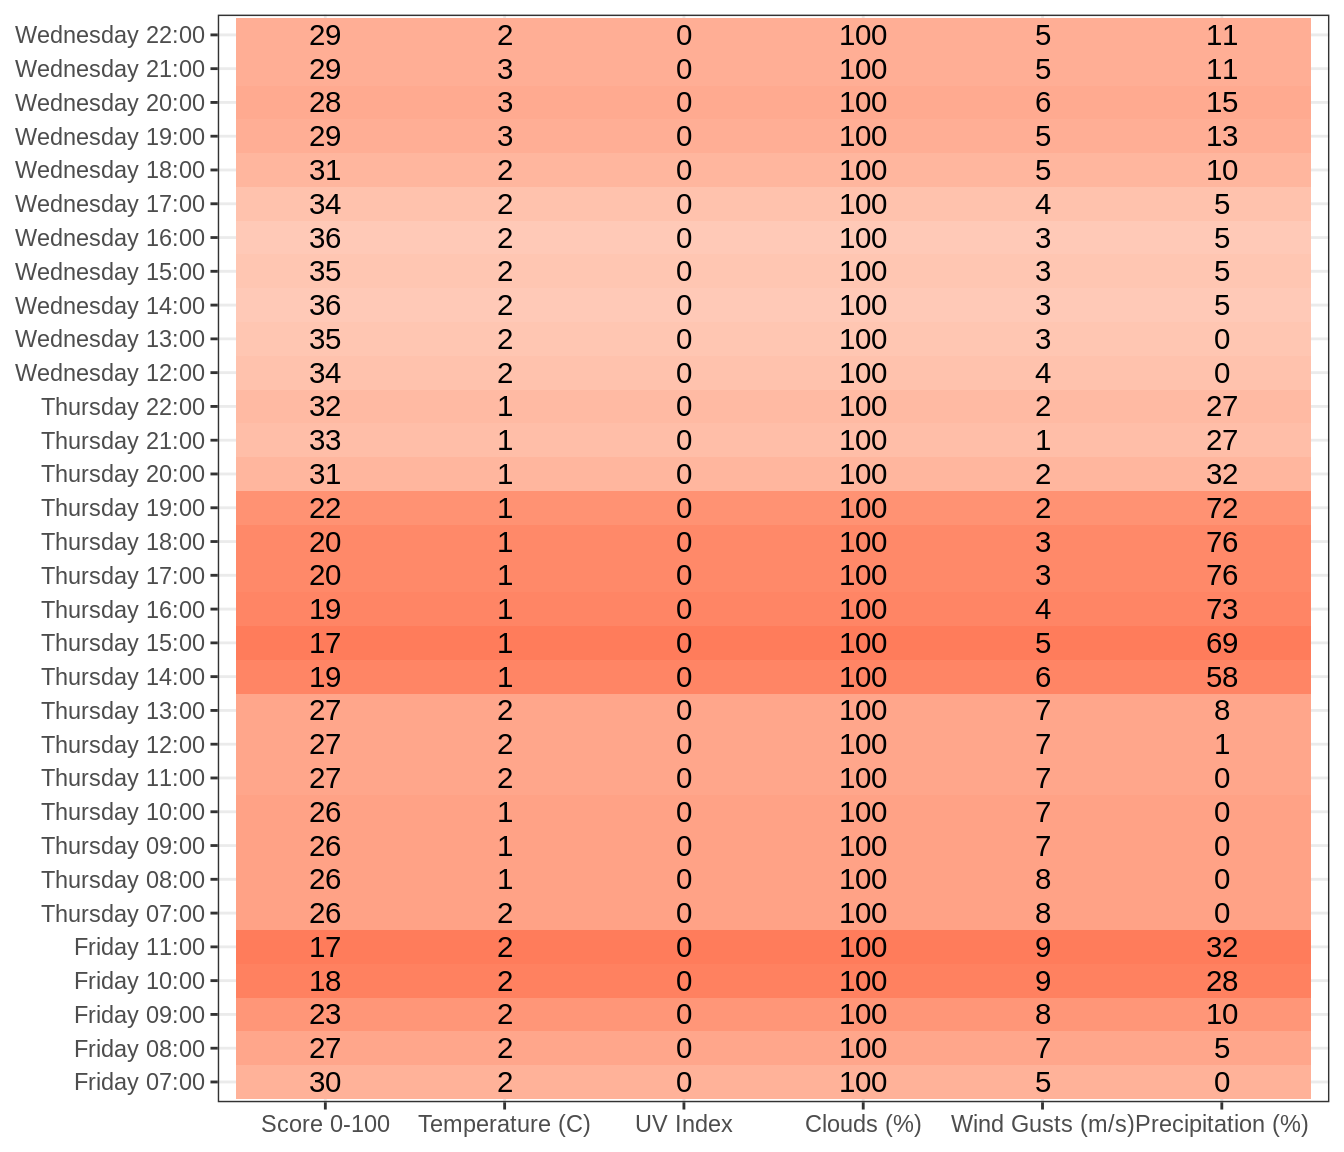 Wednesday 22:00 29 2 0 100 5 11
Wednesday 21:00 29 3 0 100 5 11
Wednesday 20:00 28 3 0 100 6 15
Wednesday 19:00 29 3 0 100 5 13
Wednesday 18:00 31 2 0 100 5 10
Wednesday 17:00 34 2 0 100 4 5
Wednesday 16:00 36 2 0 100 3 5
Wednesday 15:00 35 2 0 100 3 5
Wednesday 14:00 36 2 0 100 3 5
Wednesday 13:00 35 2 0 100 3 0
Wednesday 12:00 34 2 0 100 4 0
Thursday 22:00 32 1 0 100 2 27
Thursday 21:00 33 1 0 100 1 27
Thursday 20:00 31 1 0 100 2 32
Thursday 19:00 22 1 0 100 2 72
Thursday 18:00 20 1 0 100 3 76
Thursday 17:00 20 1 0 100 3 76
Thursday 16:00 19 1 0 100 4 73
Thursday 15:00 17 1 0 100 5 69
Thursday 14:00 19 1 0 100 6 58
Thursday 13:00 27 2 0 100 7 8
Thursday 12:00 27 2 0 100 7 1
Thursday 11:00 27 2 0 100 7 0
Thursday 10:00 26 1 0 100 7 0
Thursday 09:00 26 1 0 100 7 0
Thursday 08:00 26 1 0 100 8 0
Thursday 07:00 26 2 0 100 8 0
Friday 11:00 17 2 0 100 9 32
Friday 10:00 18 2 0 100 9 28
Friday 09:00 23 2 0 100 8 10
Friday 08:00 27 2 0 100 7 5
Friday 07:00 30 2 0 100 5 0
Score 0-100 Temperature (C) UV Index Clouds (%) Wind Gusts (m/s) Precipitation (%)